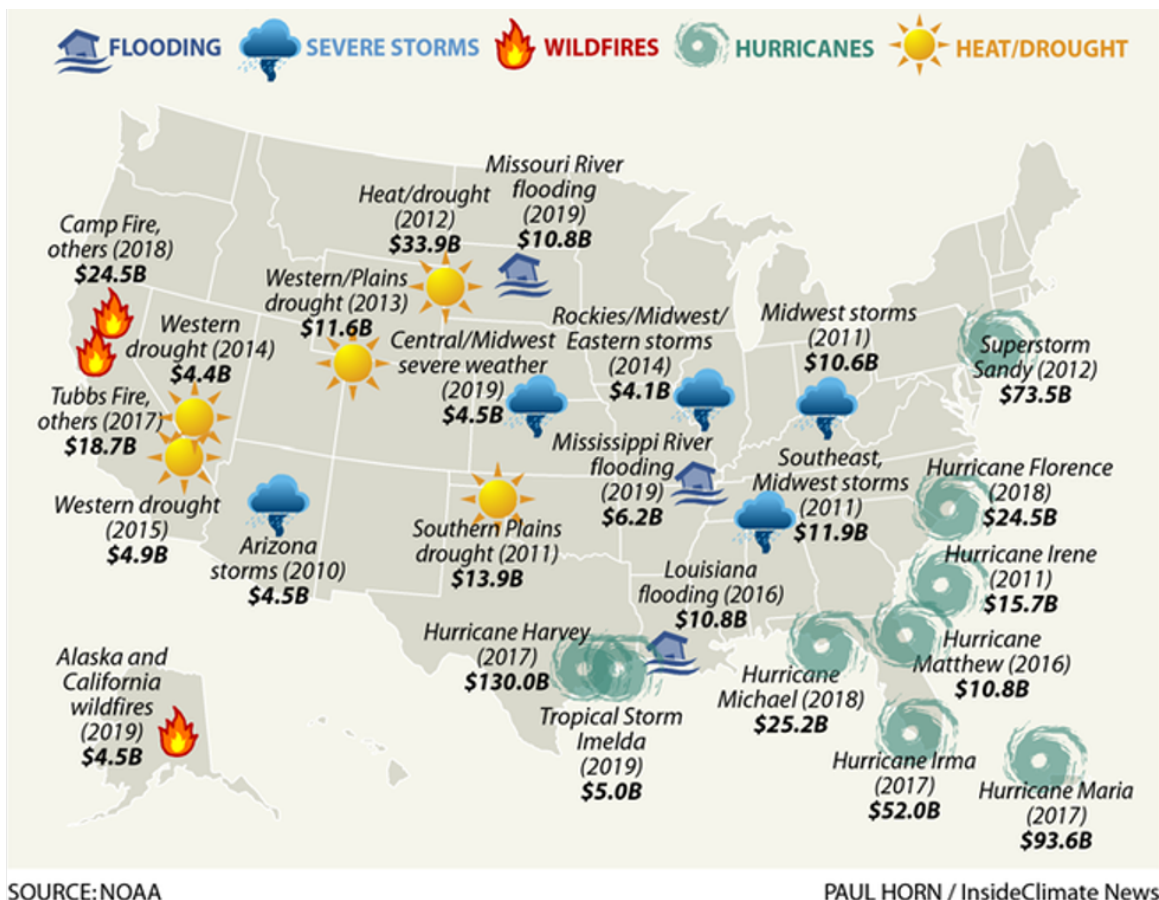 FLOODING
SEVERE STORMS
WILDFIRES
HURRICANES
HEAT/DROUGHT
Camp Fire,
others (2018)
$24.5B
Heat/drought
(2012)
$33.9B
Missouri River
flooding
(2019)
$10.8B
Western/Plains
drought (2013)
$11.6B
Western
drought (2014)
$4.4B
Central/Midwest
severe weather
(2019)
$4.5B
Rockies/Midwest/
Eastern storms
(2014)
$4.1B
Midwest storms
(2011)
$10.6B
Superstorm
Sandy (2012)
$73.5B
Tubbs Fire,
others (2017)
$18.7B
Mississippi River
flooding
(2019)
$6.2B
Southeast,
Midwest storms
(2011)
$11.9B
Hurricane Florence
(2018)
$24.5B
Western drought
(2015)
$4.9B
Arizona
storms (2010)
$4.5B
Southern Plains
drought (2011)
$13.9B
Louisiana
flooding (2016)
$10.8B
Hurricane Irene
(2011)
$15.7B
Hurricane Harvey
(2017)
$130.0B
Hurricane
Matthew (2016)
$10.8B
Alaska and
California
wildfires
(2019)
$4.5B
Tropical Storm
Imelda
(2019)
$5.0B
Hurricane
Michael (2018)
$25.2B
Hurricane Irma
(2017)
$52.0B
Hurricane Maria
(2017)
$93.6B
SOURCE: NOAA
PAUL HORN / InsideClimate News